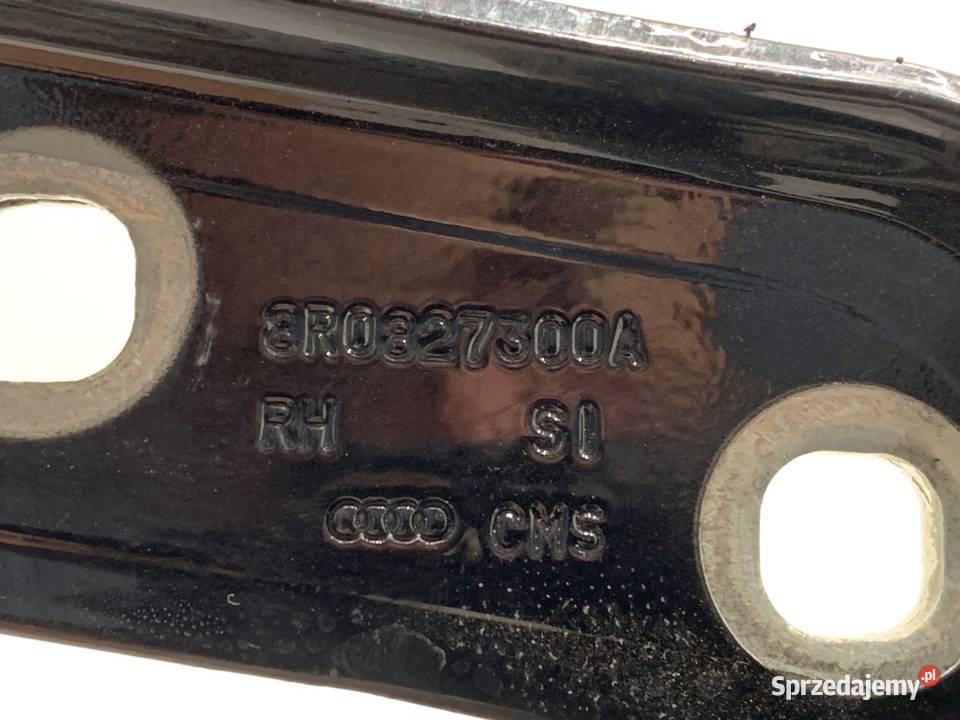 8R0827300A
RH SI
CMS
Sprzedajemy.pl